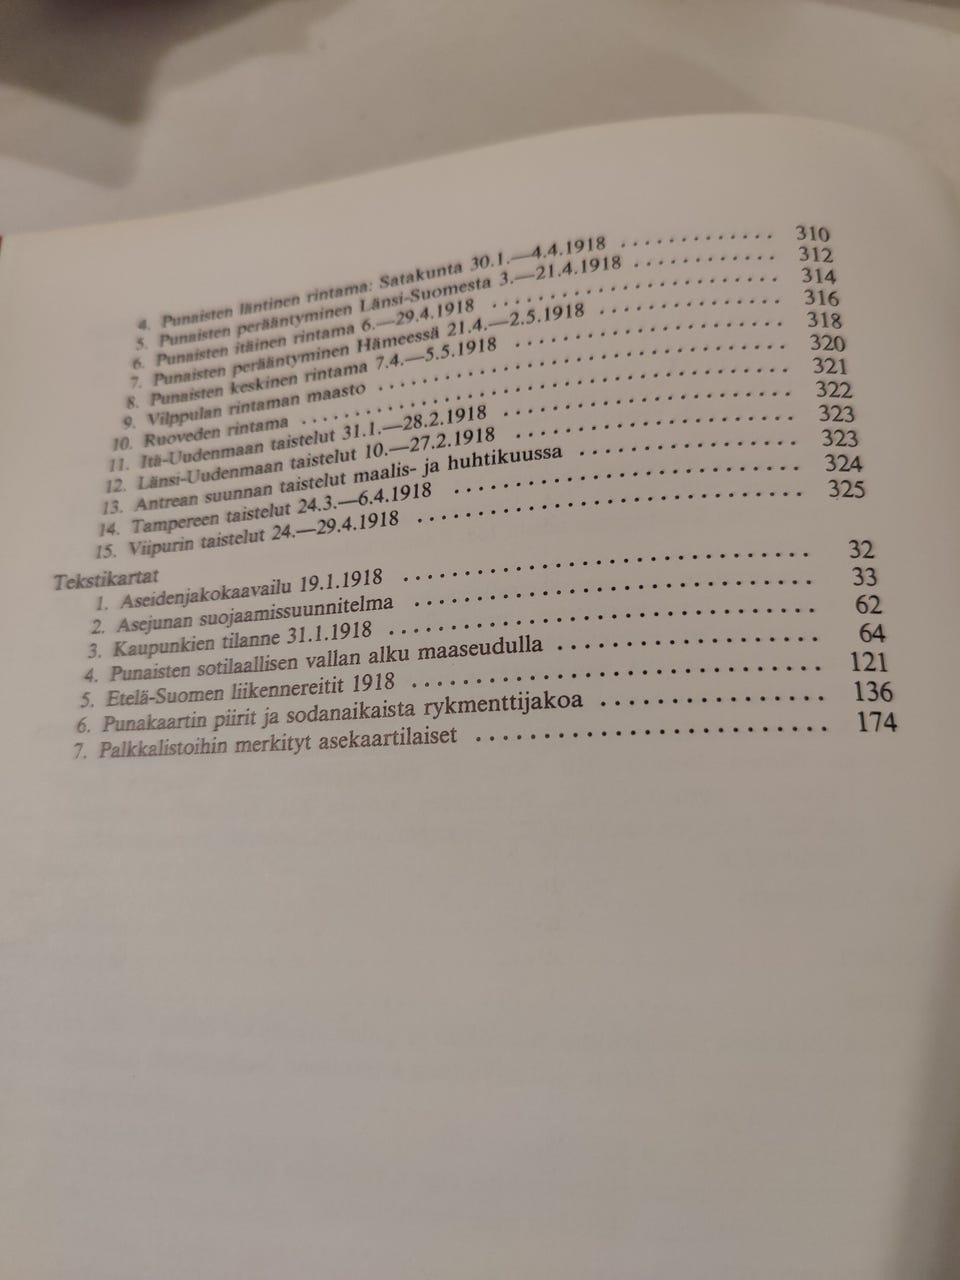 4. Punaisten läntinen rintama: Satakunta 30.1.—4.4.1918 ............ 310
5. Punaisten perääntyminen Länsi-Suomesta 3.—21.4.1918 ............ 312
6. Punaisten itäinen rintama 6.—29.4.1918 ............ 314
7. Punaisten perääntyminen Hämeessä 21.4.—2.5.1918 ............ 316
8. Punaisten keskinen rintama 7.4.—5.5.1918 ............ 318
9. Vilppulan rintaman maasto ............ 320
10. Ruoveden rintama ............ 321
11. Itä-Uudenmaan taistelut 31.1.—28.2.1918 ............ 322
12. Länsi-Uudenmaan taistelut 10.—27.2.1918 ............ 323
13. Antrean suunnan taistelut maalis- ja huhtikuussa ............ 323
14. Tampereen taistelut 24.3.—6.4.1918 ............ 324
15. Viipurin taistelut 24.—29.4.1918 ............ 325
Tekstikartat
1. Aseidenjakokaavailu 19.1.1918 ............ 32
2. Asejunan suojaamissuunnitelma ............ 33
3. Kaupunkien tilanne 31.1.1918 ............ 62
4. Punaisten sotilaallisen vallan alku maaseudulla ............ 64
5. Etelä-Suomen liikennereitit 1918 ............ 121
6. Punakaartin piirit ja sodanaikaista rykmenttijakoa ............ 136
7. Palkkalistoihin merkityt asekaartilaiset ............ 174